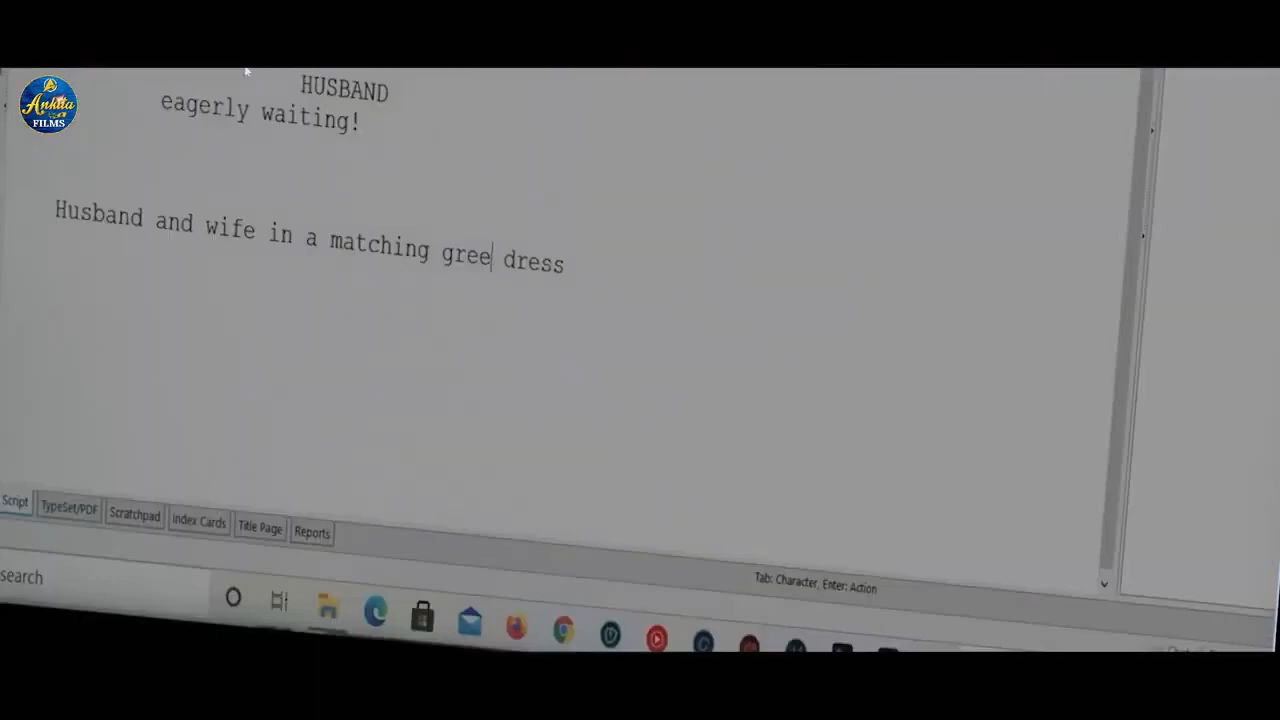 Ankita
FILMS
HUSBAND
eagerly waiting!
Husband and wife in a matching gree dress
Script TypeSet/PDF Scratchpad Index Cards Title Page Reports
Tab: Character, Enter: Action
search